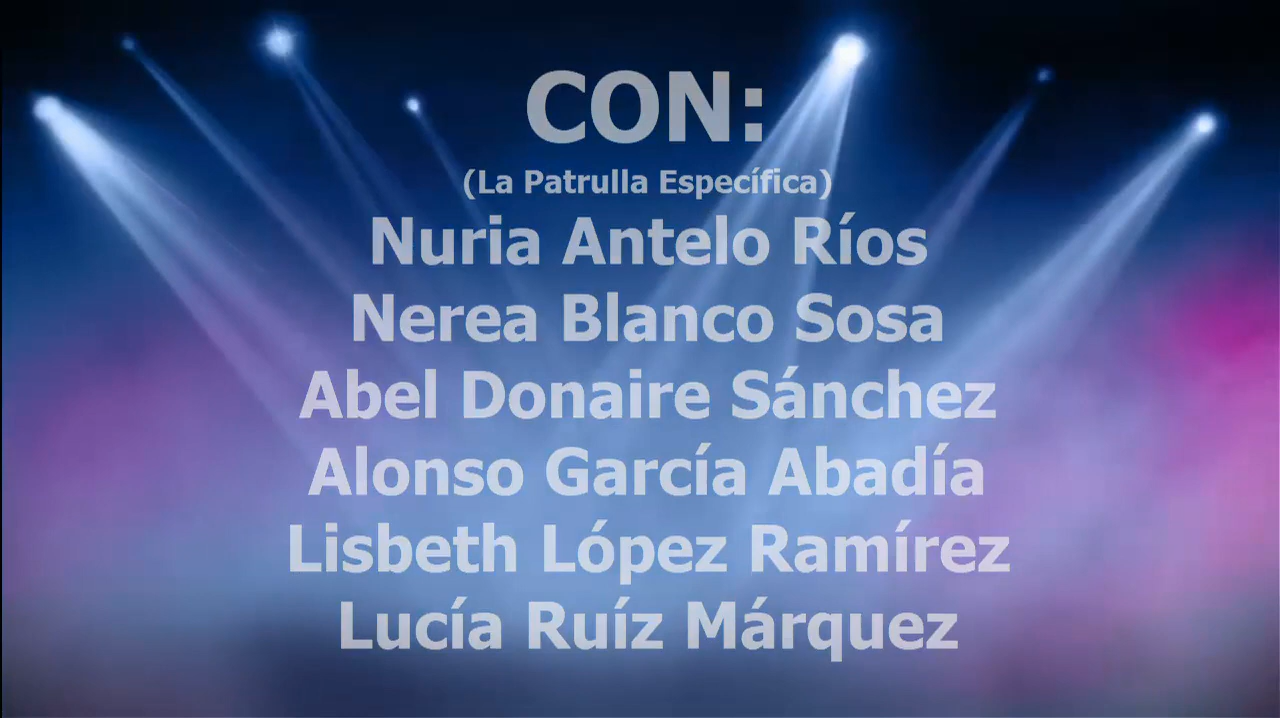 CON:
(La Patrulla Específica)
Nuria Antelo Ríos
Nerea Blanco Sosa
Abel Donaire Sánchez
Alonso García Abadía
Lisbeth López Ramírez
Lucía Ruíz Márquez